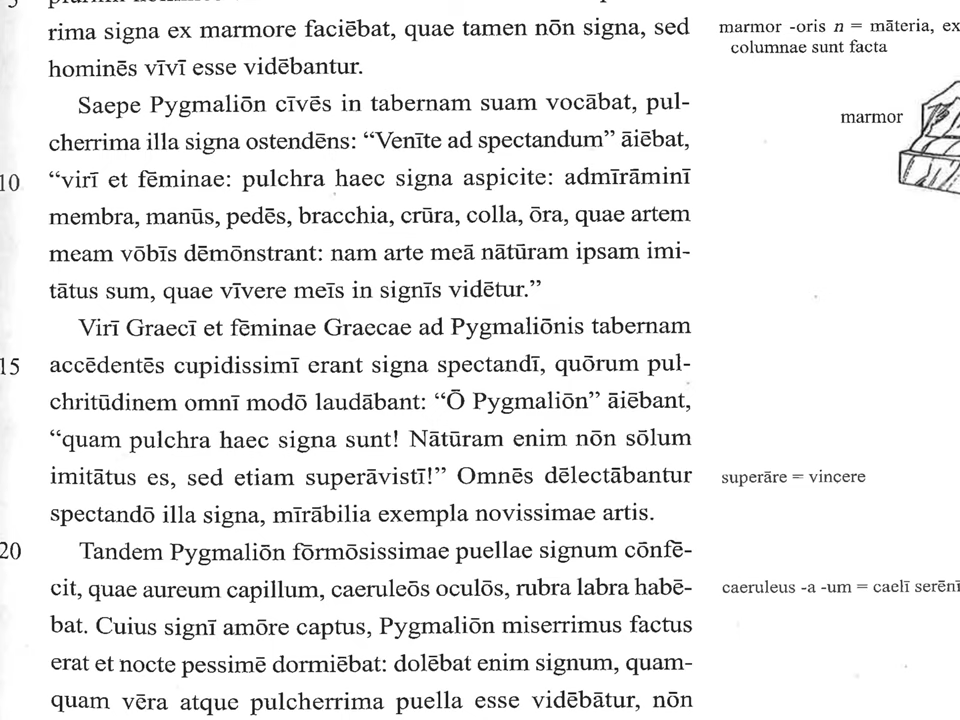 rima signa ex marmore faciēbat, quae tamen nōn signa, sed
hominēs vīvī esse vidēbantur.
Saepe Pygmaliōn cīvēs in tabernam suam vocābat, pul-
cherrima illa signa ostendēns: “Venīte ad spectandum” āiēbat,
10 “virī et fēminae: pulchra haec signa aspicite: admīrāminī
membra, manūs, pedēs, bracchia, crūra, colla, ōra, quae artem
meam vōbīs dēmōnstrant: nam arte meā nātūram ipsam imi-
tātus sum, quae vīvere meīs in signīs vidētur.”
Virī Graecī et fēminae Graecae ad Pygmaliōnis tabernam
15 accēdentēs cupidissimī erant signa spectandī, quōrum pul-
chritūdinem omnī modō laudābant: “Ō Pygmaliōn” āiēbant,
“quam pulchra haec signa sunt! Nātūram enim nōn sōlum
imitātus es, sed etiam superāvistī!” Omnēs dēlectābantur
spectandō illa signa, mīrābilia exempla novissimae artis.
20 Tandem Pygmaliōn fōrmōsissimae puellae signum cōnfē-
cit, quae aureum capillum, caeruleōs oculōs, rubra labra habē-
bat. Cuius signī amōre captus, Pygmaliōn miserrimus factus
erat et nocte pessimē dormiēbat: dolēbat enim signum, quam-
quam vēra atque pulcherrima puella esse vidēbātur, nōn
marmor -oris n = māteria, ex
columnae sunt facta
marmor
superāre = vincere
caeruleus -a -um = caelī serēnī